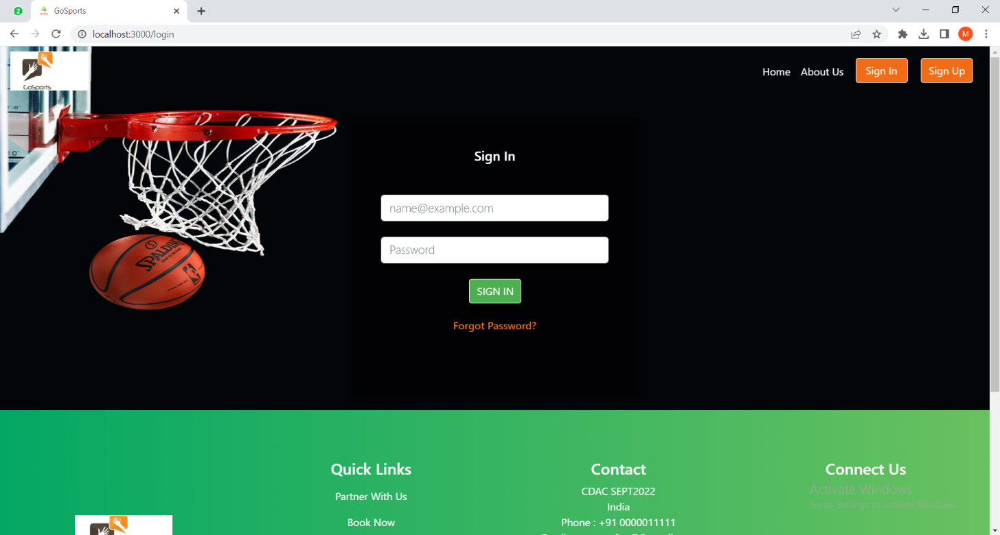 2
GoSports
localhost:3000/login
M
GoSports
Home
About Us
Sign In
Sign Up
SPALDING
Sign In
name@example.com
Password
SIGN IN
Forgot Password?
Quick Links
Partner With Us
Book Now
Contact
CDAC SEPT2022
India
Phone : +91 0000011111
Connect Us
Activate Windows
Go to Settings to activate Windows.